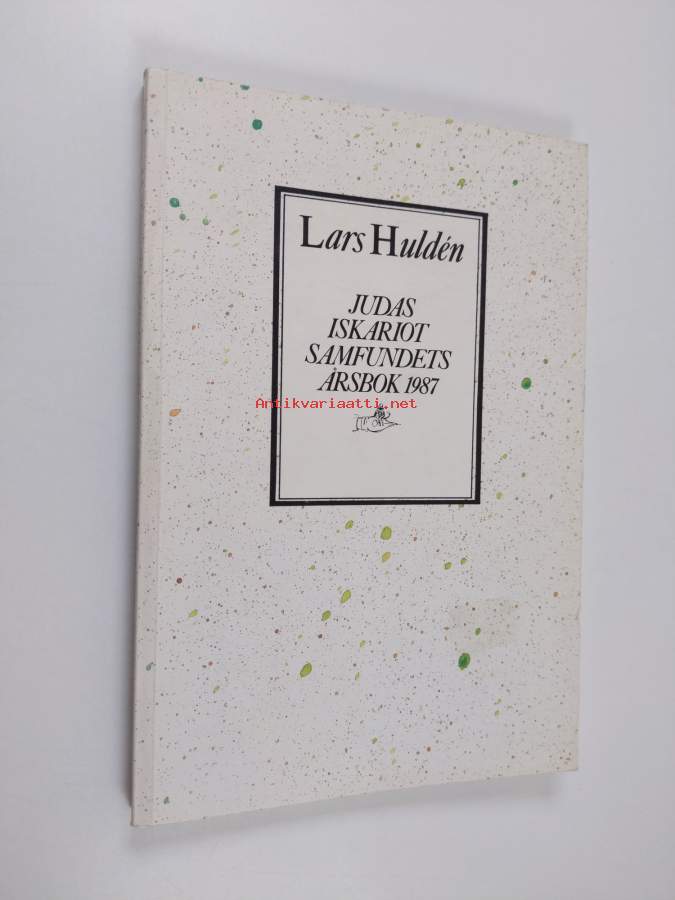 Lars Huldén
JUDAS
ISKARIOT
SAMFUNDETS
ÅRSBOK 1987
Antikvariaatti.net